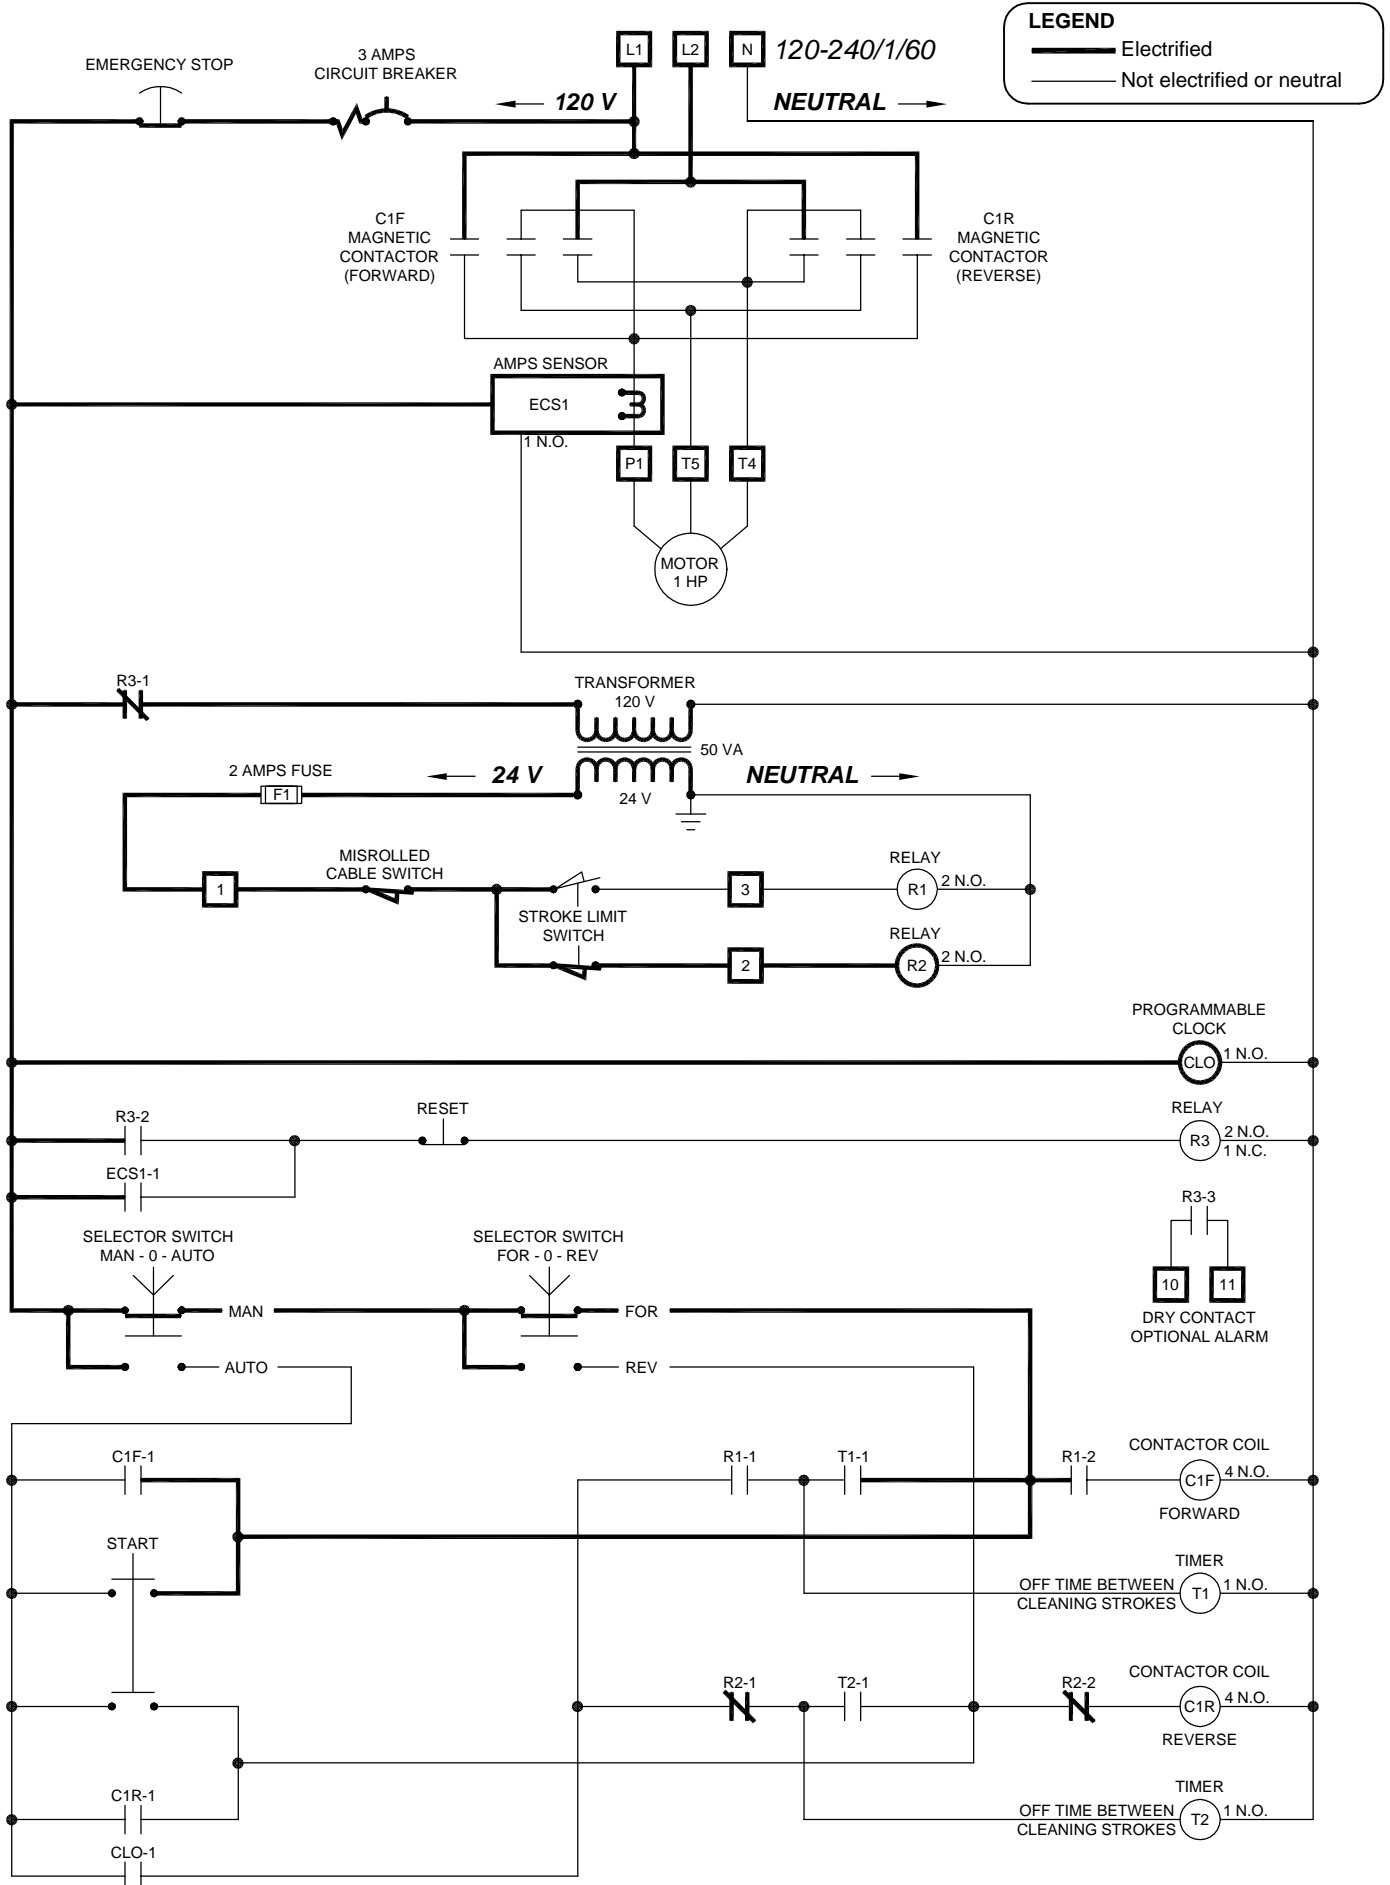 LEGEND
Electrified
Not electrified or neutral
L1
L2
N
120-240/1/60
EMERGENCY STOP
3 AMPS
CIRCUIT BREAKER
120 V
NEUTRAL
C1F
MAGNETIC
CONTACTOR
(FORWARD)
C1R
MAGNETIC
CONTACTOR
(REVERSE)
AMPS SENSOR
ECS1
1 N.O.
P1
T5
T4
MOTOR
1 HP
R3-1
TRANSFORMER
120 V
50 VA
2 AMPS FUSE
F1
24 V
24 V
NEUTRAL
MISROLLED
CABLE SWITCH
1
STROKE LIMIT
SWITCH
3
RELAY
R1
2 N.O.
2
RELAY
R2
2 N.O.
PROGRAMMABLE
CLOCK
CLO
1 N.O.
R3-2
RESET
RELAY
R3
2 N.O.
1 N.C.
ECS1-1
R3-3
10
11
DRY CONTACT
OPTIONAL ALARM
SELECTOR SWITCH
MAN - 0 - AUTO
MAN
AUTO
SELECTOR SWITCH
FOR - 0 - REV
FOR
REV
C1F-1
R1-1
T1-1
R1-2
CONTACTOR COIL
C1F
4 N.O.
FORWARD
START
TIMER
OFF TIME BETWEEN
CLEANING STROKES
T1
1 N.O.
R2-1
T2-1
R2-2
CONTACTOR COIL
C1R
4 N.O.
REVERSE
C1R-1
TIMER
OFF TIME BETWEEN
CLEANING STROKES
T2
1 N.O.
CLO-1